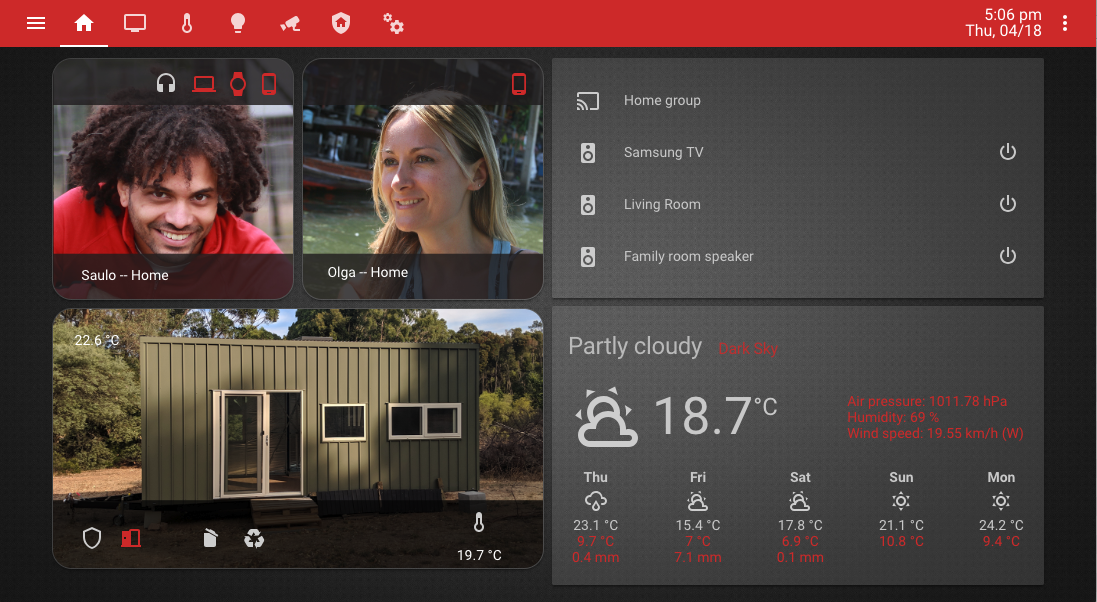 5:06 pm
Thu, 04/18
Saulo -- Home
Olga -- Home
Home group
Samsung TV
Living Room
Family room speaker
22.6 °C
19.7 °C
Partly cloudy Dark Sky
18.7°C
Air pressure: 1011.78 hPa
Humidity: 69 %
Wind speed: 19.55 km/h (W)
Thu Fri Sat Sun Mon
23.1 °C 15.4 °C 17.8 °C 21.1 °C 24.2 °C
9.7 °C 7 °C 6.9 °C 10.8 °C 9.4 °C
0.4 mm 7.1 mm 0.1 mm